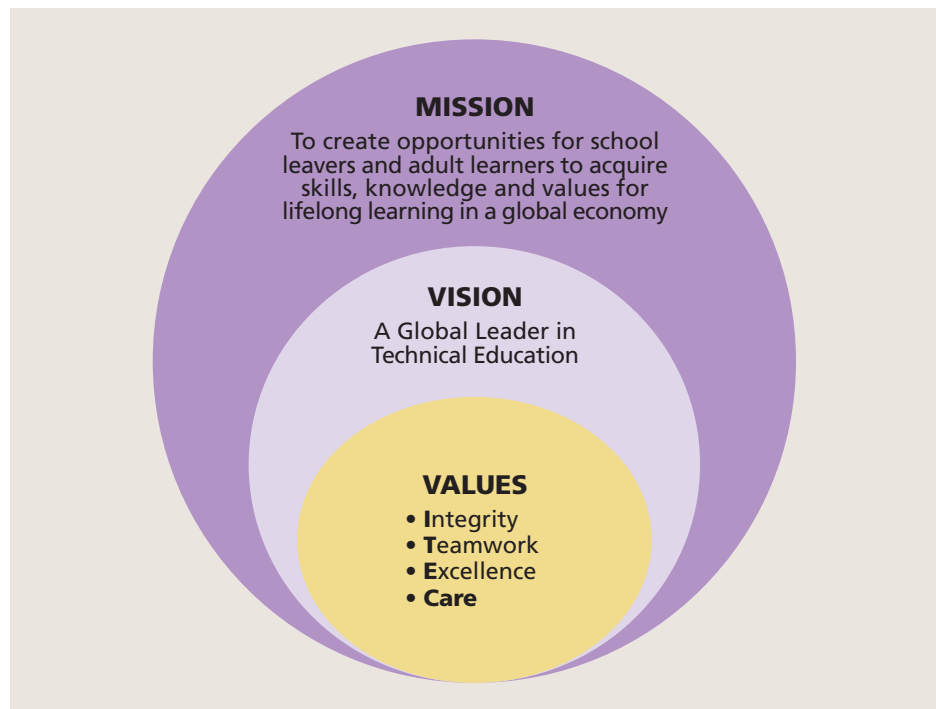 MISSION
To create opportunities for school
leavers and adult learners to acquire
skills, knowledge and values for
lifelong learning in a global economy
VISION
A Global Leader in
Technical Education
VALUES
• Integrity
• Teamwork
• Excellence
• Care